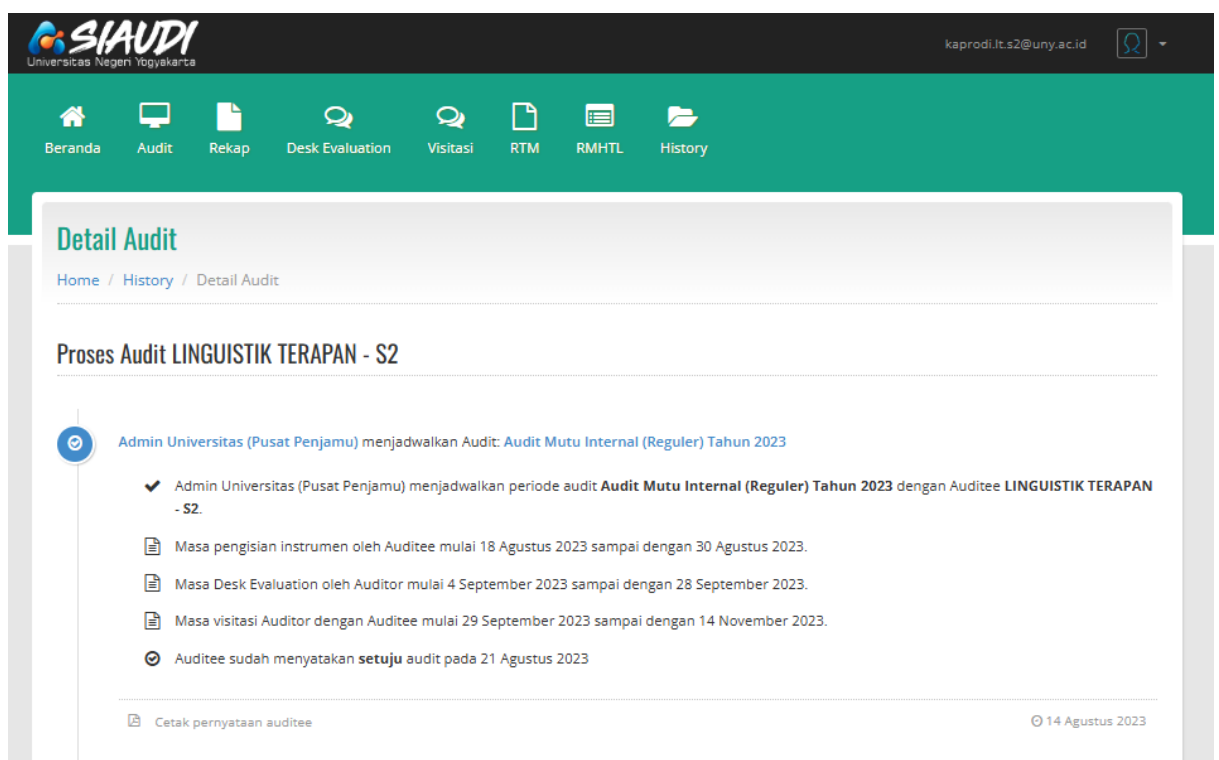 SIAUDI
Universitas Negeri Yogyakarta
kaprodi.lt.s2@uny.ac.id
Beranda
Audit
Rekap
Desk Evaluation
Visitasi
RTM
RMHTL
History
Detail Audit
Home / History / Detail Audit
Proses Audit LINGUISTIK TERAPAN - S2
Admin Universitas (Pusat Penjamu) menjadwalkan Audit: Audit Mutu Internal (Reguler) Tahun 2023
Admin Universitas (Pusat Penjamu) menjadwalkan periode audit Audit Mutu Internal (Reguler) Tahun 2023 dengan Auditee LINGUISTIK TERAPAN
- S2.
Masa pengisian instrumen oleh Auditee mulai 18 Agustus 2023 sampai dengan 30 Agustus 2023.
Masa Desk Evaluation oleh Auditor mulai 4 September 2023 sampai dengan 28 September 2023.
Masa visitasi Auditor dengan Auditee mulai 29 September 2023 sampai dengan 14 November 2023.
Auditee sudah menyatakan setuju audit pada 21 Agustus 2023
Cetak pernyataan auditee
14 Agustus 2023